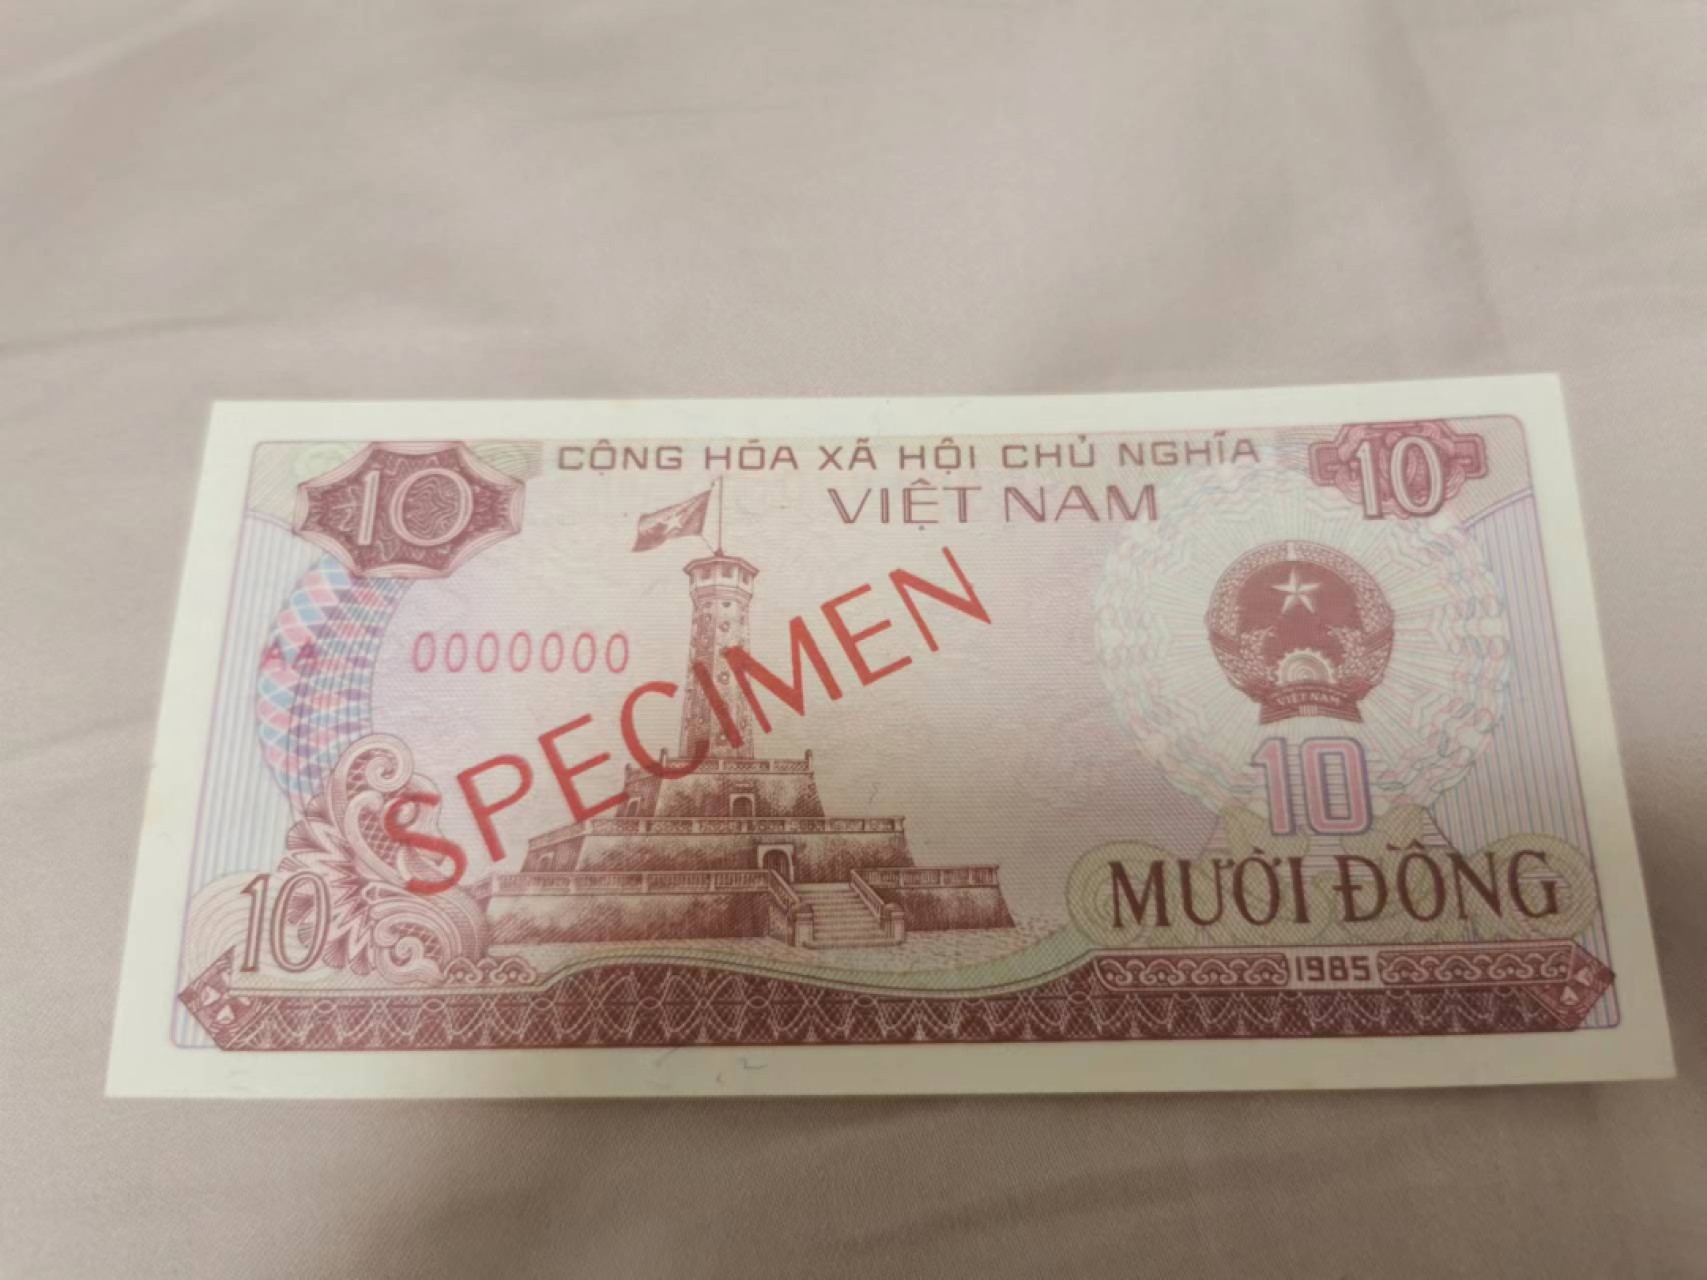 10
CỘNG HÒA XÃ HỘI CHỦ NGHĨA
10
VIỆT NAM
AA 0000000
SPECIMEN
VIỆT NAM
10
10
MƯỜI ĐỒNG
1985